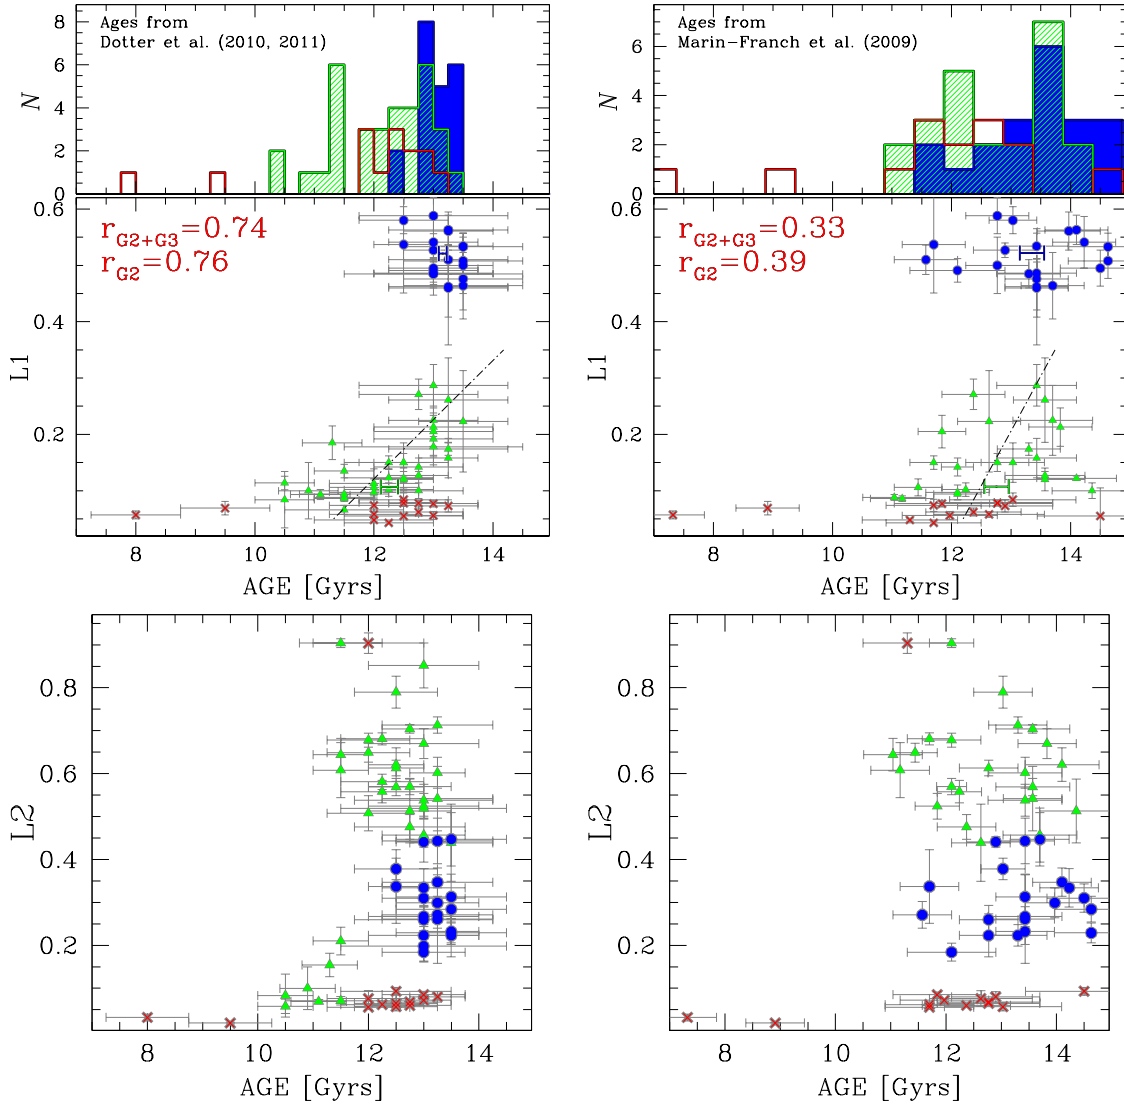 Ages from
Dotter et al. (2010, 2011)
N
8
6
4
2
0
Ages from
Marin-Franch et al. (2009)
N
6
4
2
0
r_G2+G3=0.74
r_G2=0.76
L1
0.6
0.4
0.2
8 10 12 14
AGE [Gyrs]
r_G2+G3=0.33
r_G2=0.39
L1
0.6
0.4
0.2
8 10 12 14
AGE [Gyrs]
L2
0.8
0.6
0.4
0.2
8 10 12 14
AGE [Gyrs]
L2
0.8
0.6
0.4
0.2
8 10 12 14
AGE [Gyrs]